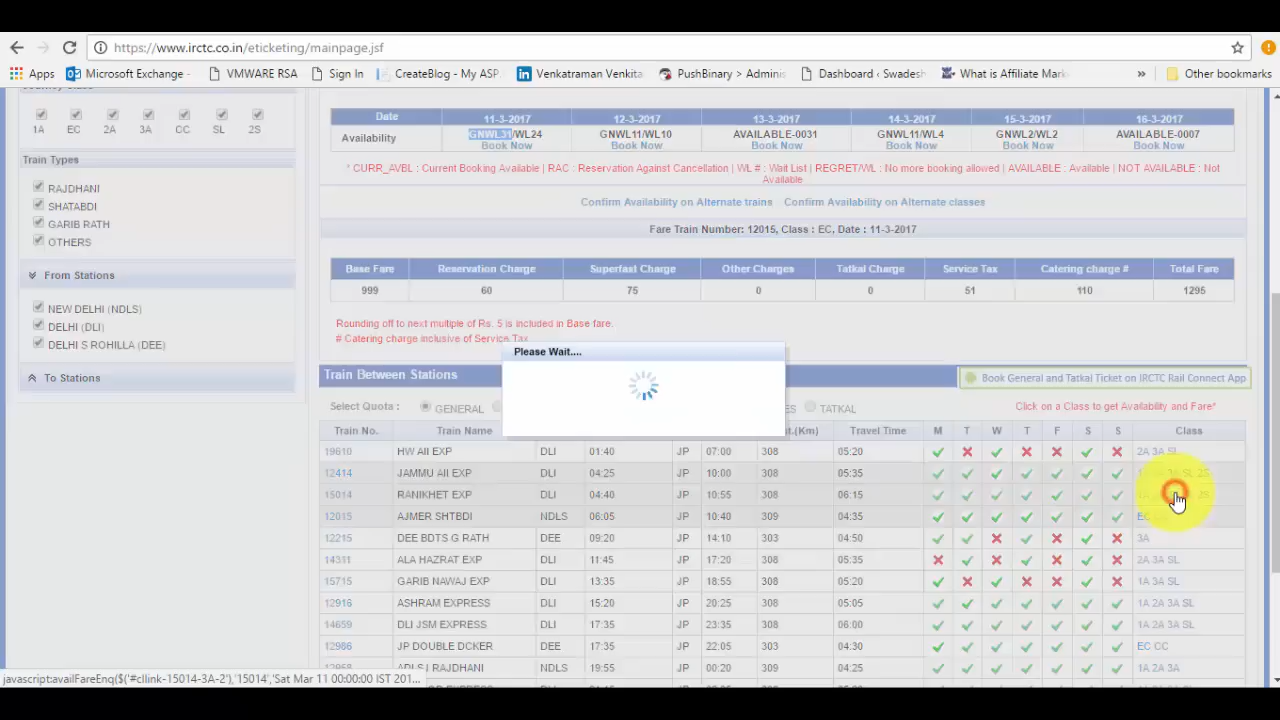 https://www.irctc.co.in/eticketing/mainpage.jsf
Apps Microsoft Exchange - VMWARE RSA Sign In CreateBlog - My ASP. Venkatraman Venkita PushBinary > Adminis Dashboard ‹ Swadesh What is Affiliate Mark » Other bookmarks
1A EC 2A 3A CC SL 2S
Train Types
RAJDHANI
SHATABDI
GARIB RATH
OTHERS
From Stations
NEW DELHI (NDLS)
DELHI (DLI)
DELHI S ROHILLA (DEE)
To Stations
Date 11-3-2017 12-3-2017 13-3-2017 14-3-2017 15-3-2017 16-3-2017
Availability GNWL31/WL24 GNWL11/WL10 AVAILABLE-0031 GNWL11/WL4 GNWL2/WL2 AVAILABLE-0007
Book Now Book Now Book Now Book Now Book Now Book Now
* CURR_AVBL : Current Booking Available | RAC : Reservation Against Cancellation | WL # : Wait List | REGRET/WL : No more booking allowed | AVAILABLE : Available | NOT AVAILABLE : Not
Available
Confirm Availability on Alternate trains Confirm Availability on Alternate classes
Fare Train Number: 12015, Class : EC, Date : 11-3-2017
Base Fare Reservation Charge Superfast Charge Other Charges Tatkal Charge Service Tax Catering charge # Total Fare
999 60 75 0 0 51 110 1295
Rounding off to next multiple of Rs. 5 is included in Base fare.
# Catering charge inclusive of Service Tax
Please Wait....
Train Between Stations
Book General and Tatkal Ticket on IRCTC Rail Connect App
Select Quota : GENERAL TATKAL Click on a Class to get Availability and Fare*
Train No. Train Name t.(Km) Travel Time M T W T F S S Class
19610 HW AII EXP DLI 01:40 JP 07:00 308 05:20 2A 3A SL
12414 JAMMU AII EXP DLI 04:25 JP 10:00 308 05:35 3A SL 2S
15014 RANIKHET EXP DLI 04:40 JP 10:55 308 06:15 2S
12015 AJMER SHTBDI NDLS 06:05 JP 10:40 309 04:35 EC
12215 DEE BDTS G RATH DEE 09:20 JP 14:10 303 04:50 3A
14311 ALA HAZRAT EXP DLI 11:45 JP 17:20 308 05:35 2A 3A SL
15715 GARIB NAWAJ EXP DLI 13:35 JP 18:55 308 05:20 1A 3A SL
12916 ASHRAM EXPRESS DLI 15:20 JP 20:25 308 05:05 1A 2A 3A SL
14659 DLI JSM EXPRESS DLI 17:35 JP 23:35 308 06:00 1A 2A 3A SL
12986 JP DOUBLE DCKER DEE 17:35 JP 22:05 303 04:30 EC CC
12958 ADI S J RAJDHANI NDLS 19:55 JP 00:20 309 04:25 1A 2A 3A
javascript:availFareEnq($('#cllink-15014-3A-2'),'15014','Sat Mar 11 00:00:00 IST 201...